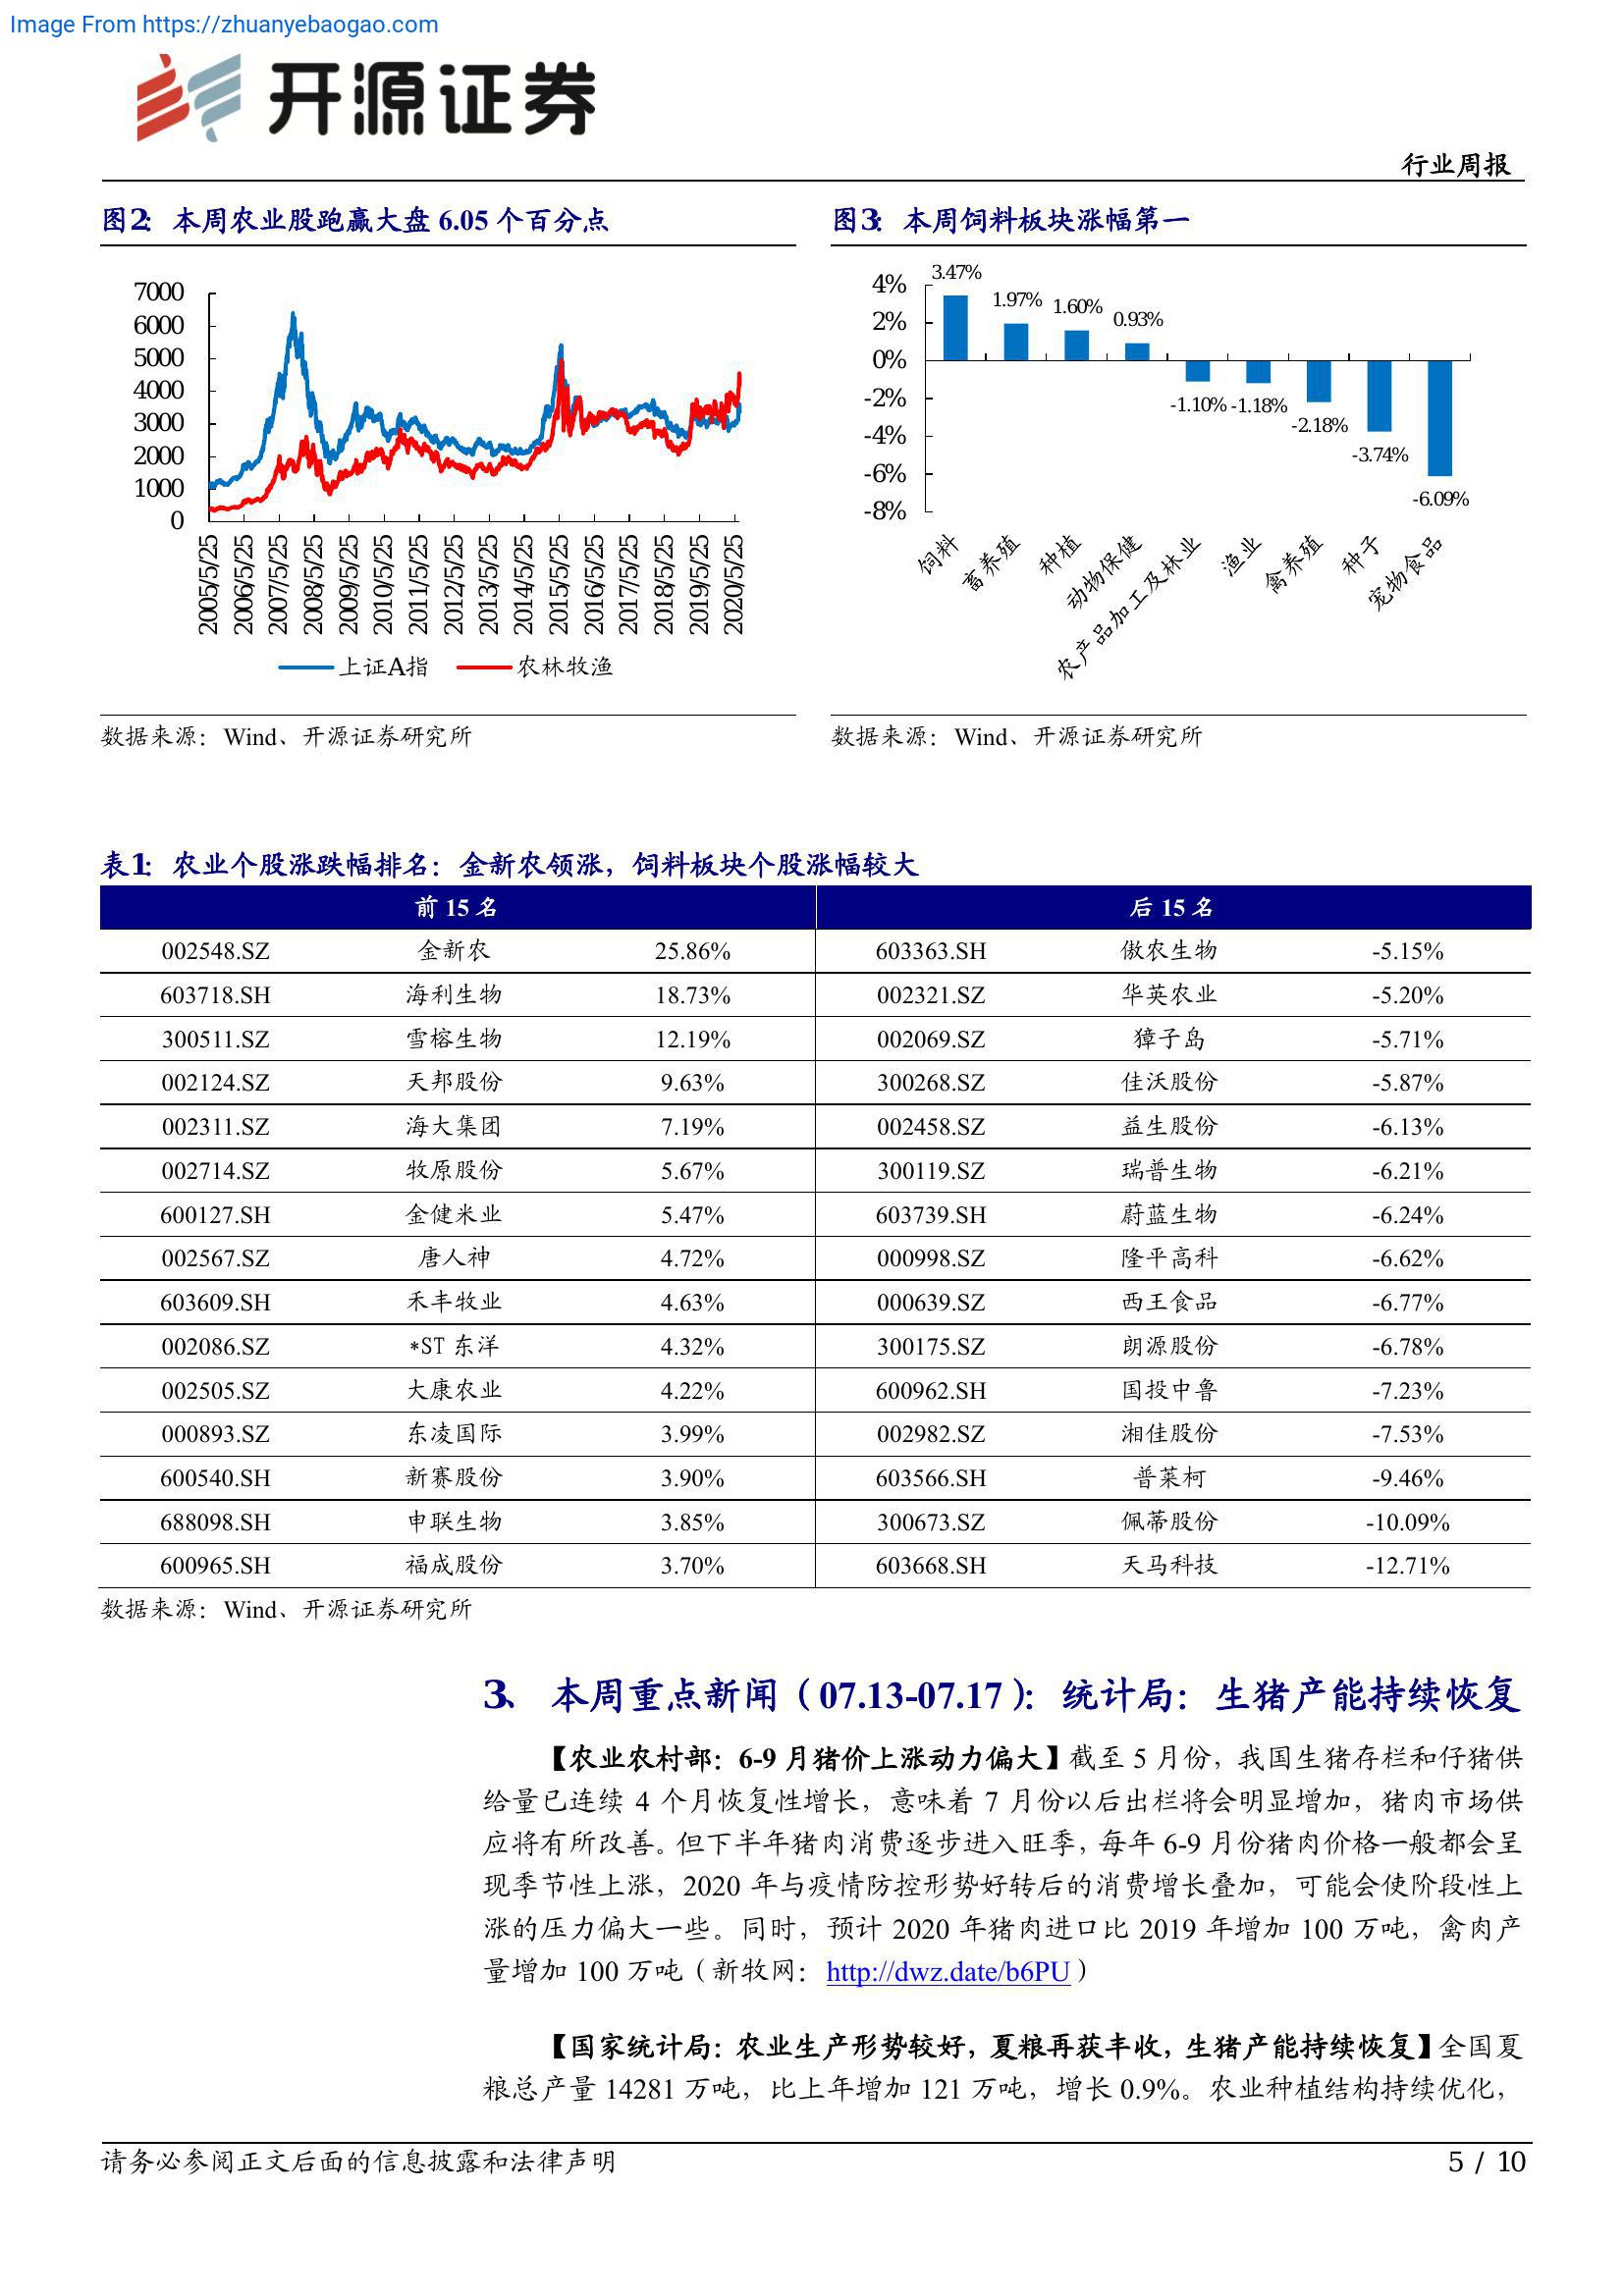 Image From https://zhuanyebaogao.com
开源证券
行业周报
图2：本周农业股跑赢大盘 6.05 个百分点
7000
6000
5000
4000
3000
2000
1000
0
2005/5/25
2006/5/25
2007/5/25
2008/5/25
2009/5/25
2010/5/25
2011/5/25
2012/5/25
2013/5/25
2014/5/25
2015/5/25
2016/5/25
2017/5/25
2018/5/25
2019/5/25
2020/5/25
上证A指 农林牧渔
数据来源：Wind、开源证券研究所
图3：本周饲料板块涨幅第一
4%
2%
0%
-2%
-4%
-6%
-8%
3.47%
1.97%
1.60%
0.93%
-1.10%
-1.18%
-2.18%
-3.74%
-6.09%
饲料
畜养殖
种植
动物保健
农产品加工及林业
渔业
禽养殖
种子
宠物食品
数据来源：Wind、开源证券研究所
表1：农业个股涨跌幅排名：金新农领涨，饲料板块个股涨幅较大
前 15 名 后 15 名
002548.SZ 金新农 25.86% 603363.SH 傲农生物 -5.15%
603718.SH 海利生物 18.73% 002321.SZ 华英农业 -5.20%
300511.SZ 雪榕生物 12.19% 002069.SZ 獐子岛 -5.71%
002124.SZ 天邦股份 9.63% 300268.SZ 佳沃股份 -5.87%
002311.SZ 海大集团 7.19% 002458.SZ 益生股份 -6.13%
002714.SZ 牧原股份 5.67% 300119.SZ 瑞普生物 -6.21%
600127.SH 金健米业 5.47% 603739.SH 蔚蓝生物 -6.24%
002567.SZ 唐人神 4.72% 000998.SZ 隆平高科 -6.62%
603609.SH 禾丰牧业 4.63% 000639.SZ 西王食品 -6.77%
002086.SZ *ST 东洋 4.32% 300175.SZ 朗源股份 -6.78%
002505.SZ 大康农业 4.22% 600962.SH 国投中鲁 -7.23%
000893.SZ 东凌国际 3.99% 002982.SZ 湘佳股份 -7.53%
600540.SH 新赛股份 3.90% 603566.SH 普莱柯 -9.46%
688098.SH 申联生物 3.85% 300673.SZ 佩蒂股份 -10.09%
600965.SH 福成股份 3.70% 603668.SH 天马科技 -12.71%
数据来源：Wind、开源证券研究所
3、 本周重点新闻（07.13-07.17）：统计局：生猪产能持续恢复
【农业农村部：6-9 月猪价上涨动力偏大】截至 5 月份，我国生猪存栏和仔猪供
给量已连续 4 个月恢复性增长，意味着 7 月份以后出栏将会明显增加，猪肉市场供
应将有所改善。但下半年猪肉消费逐步进入旺季，每年 6-9 月份猪肉价格一般都会呈
现季节性上涨，2020 年与疫情防控形势好转后的消费增长叠加，可能会使阶段性上
涨的压力偏大一些。同时，预计 2020 年猪肉进口比 2019 年增加 100 万吨，禽肉产
量增加 100 万吨（新牧网：http://dwz.date/b6PU）
【国家统计局：农业生产形势较好，夏粮再获丰收，生猪产能持续恢复】全国夏
粮总产量 14281 万吨，比上年增加 121 万吨，增长 0.9%。农业种植结构持续优化，
请务必参阅正文后面的信息披露和法律声明
5 / 10